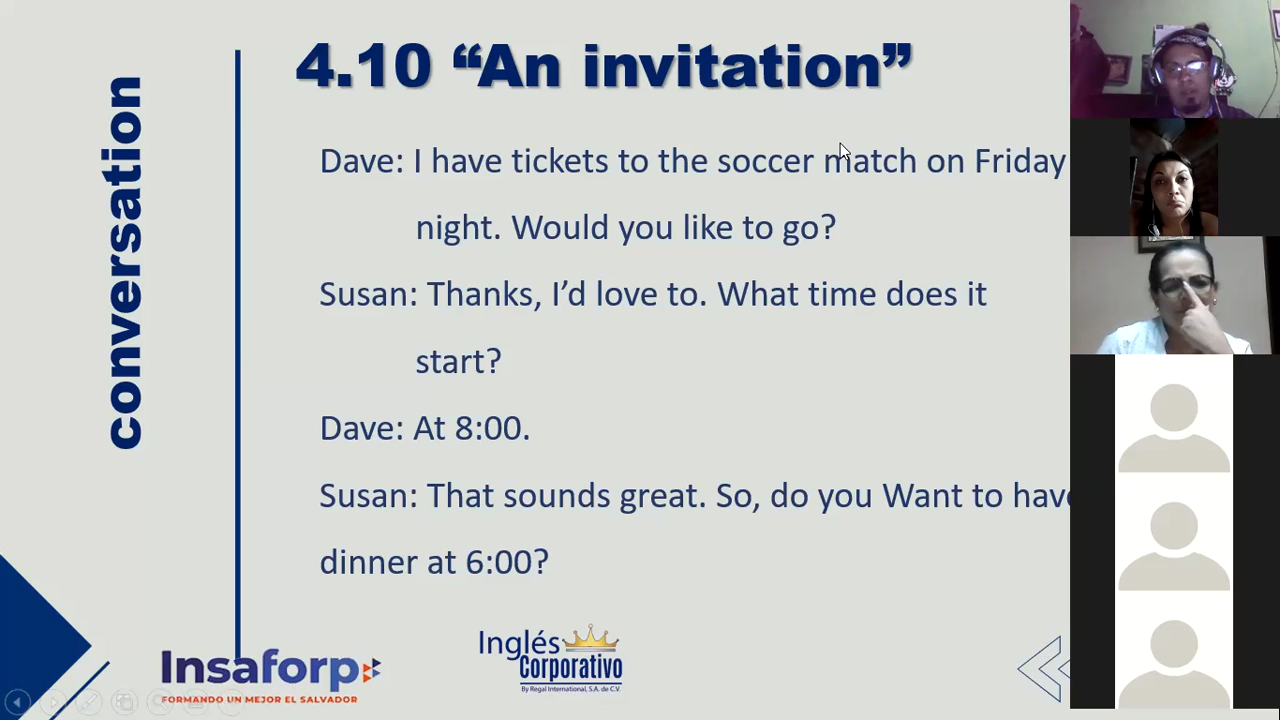 4.10 “An invitation”
conversation
Dave: I have tickets to the soccer match on Friday
night. Would you like to go?
Susan: Thanks, I’d love to. What time does it
start?
Dave: At 8:00.
Susan: That sounds great. So, do you Want to have
dinner at 6:00?
Insaforp
FORMANDO UN MEJOR EL SALVADOR
Inglés
Corporativo
By Regal International, S.A. de C.V.